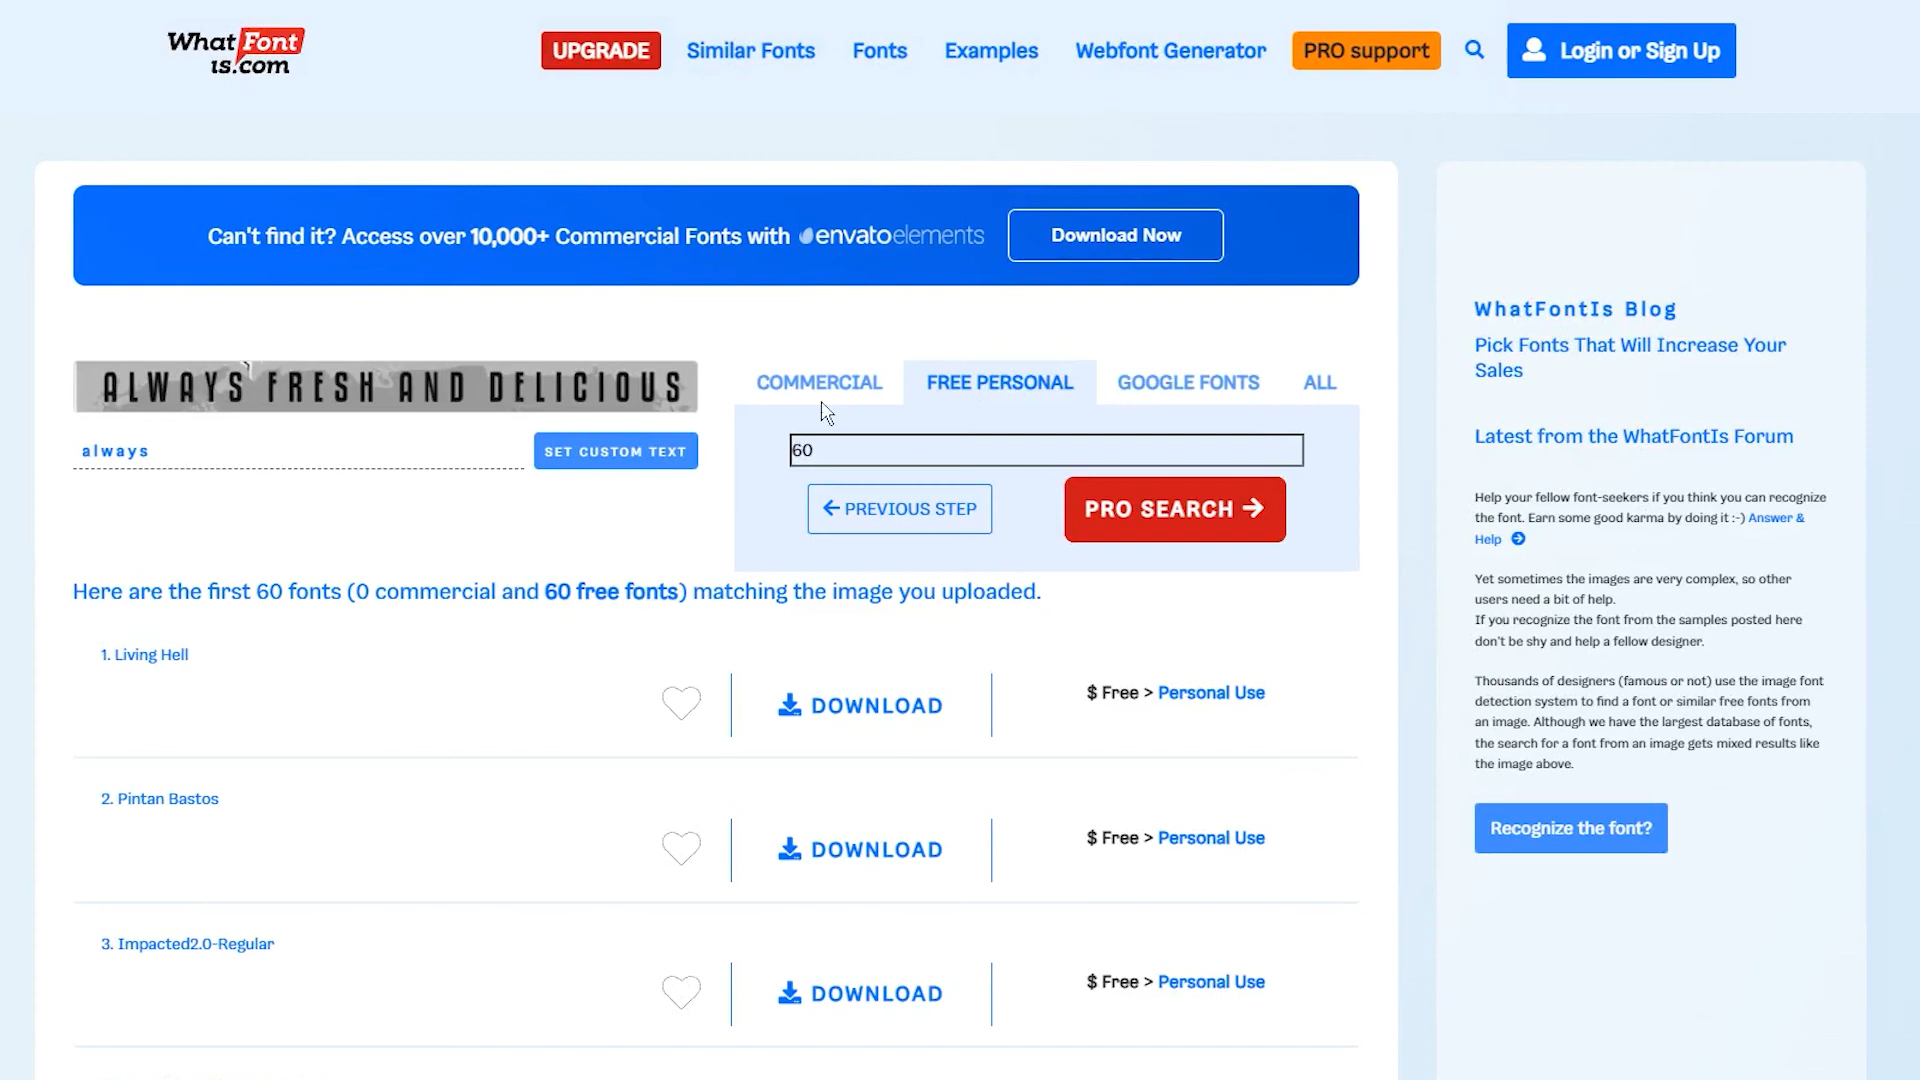 What Font is.com
UPGRADE
Similar Fonts
Fonts
Examples
Webfont Generator
PRO support
Login or Sign Up
Can't find it? Access over 10,000+ Commercial Fonts with envatoelements
Download Now
ALWAYS FRESH AND DELICIOUS
always
SET CUSTOM TEXT
COMMERCIAL
FREE PERSONAL
GOOGLE FONTS
ALL
60
PREVIOUS STEP
PRO SEARCH
Here are the first 60 fonts (0 commercial and 60 free fonts) matching the image you uploaded.
1. Living Hell
DOWNLOAD
$ Free > Personal Use
2. Pintan Bastos
DOWNLOAD
$ Free > Personal Use
3. Impacted2.0-Regular
DOWNLOAD
$ Free > Personal Use
WhatFontIs Blog
Pick Fonts That Will Increase Your
Sales
Latest from the WhatFontIs Forum
Help your fellow font-seekers if you think you can recognize
the font. Earn some good karma by doing it :-) Answer &
Help
Yet sometimes the images are very complex, so other
users need a bit of help.
If you recognize the font from the samples posted here
don't be shy and help a fellow designer.
Thousands of designers (famous or not) use the image font
detection system to find a font or similar free fonts from
an image. Although we have the largest database of fonts,
the search for a font from an image gets mixed results like
the image above.
Recognize the font?